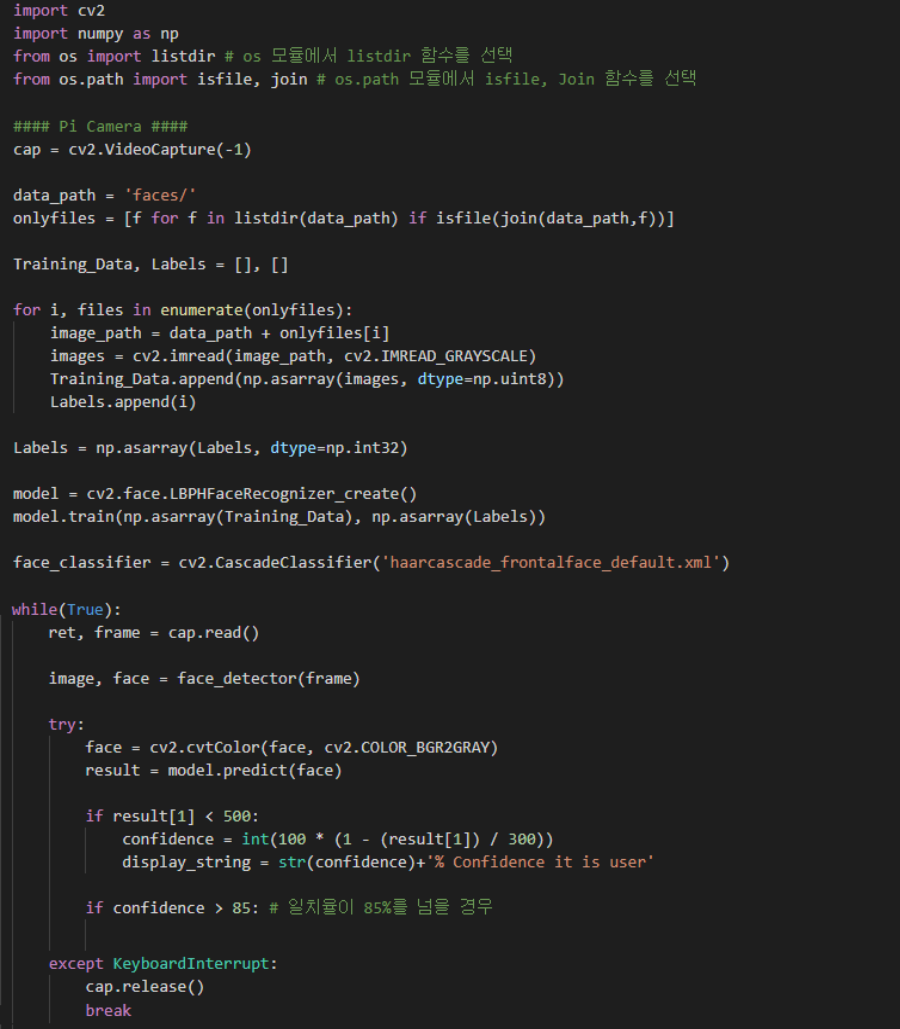 import cv2
import numpy as np
from os import listdir # os 모듈에서 listdir 함수를 선택
from os.path import isfile, join # os.path 모듈에서 isfile, Join 함수를 선택
#### Pi Camera ####
cap = cv2.VideoCapture(-1)
data_path = 'faces/'
onlyfiles = [f for f in listdir(data_path) if isfile(join(data_path,f))]
Training_Data, Labels = [], []
for i, files in enumerate(onlyfiles):
    image_path = data_path + onlyfiles[i]
    images = cv2.imread(image_path, cv2.IMREAD_GRAYSCALE)
    Training_Data.append(np.asarray(images, dtype=np.uint8))
    Labels.append(i)
Labels = np.asarray(Labels, dtype=np.int32)
model = cv2.face.LBPHFaceRecognizer_create()
model.train(np.asarray(Training_Data), np.asarray(Labels))
face_classifier = cv2.CascadeClassifier('haarcascade_frontalface_default.xml')
while(True):
    ret, frame = cap.read()
    image, face = face_detector(frame)
    try:
        face = cv2.cvtColor(face, cv2.COLOR_BGR2GRAY)
        result = model.predict(face)
        if result[1] < 500:
            confidence = int(100 * (1 - (result[1]) / 300))
            display_string = str(confidence)+'% Confidence it is user'
        if confidence > 85: # 일치율이 85%를 넘을 경우
    except KeyboardInterrupt:
        cap.release()
        break